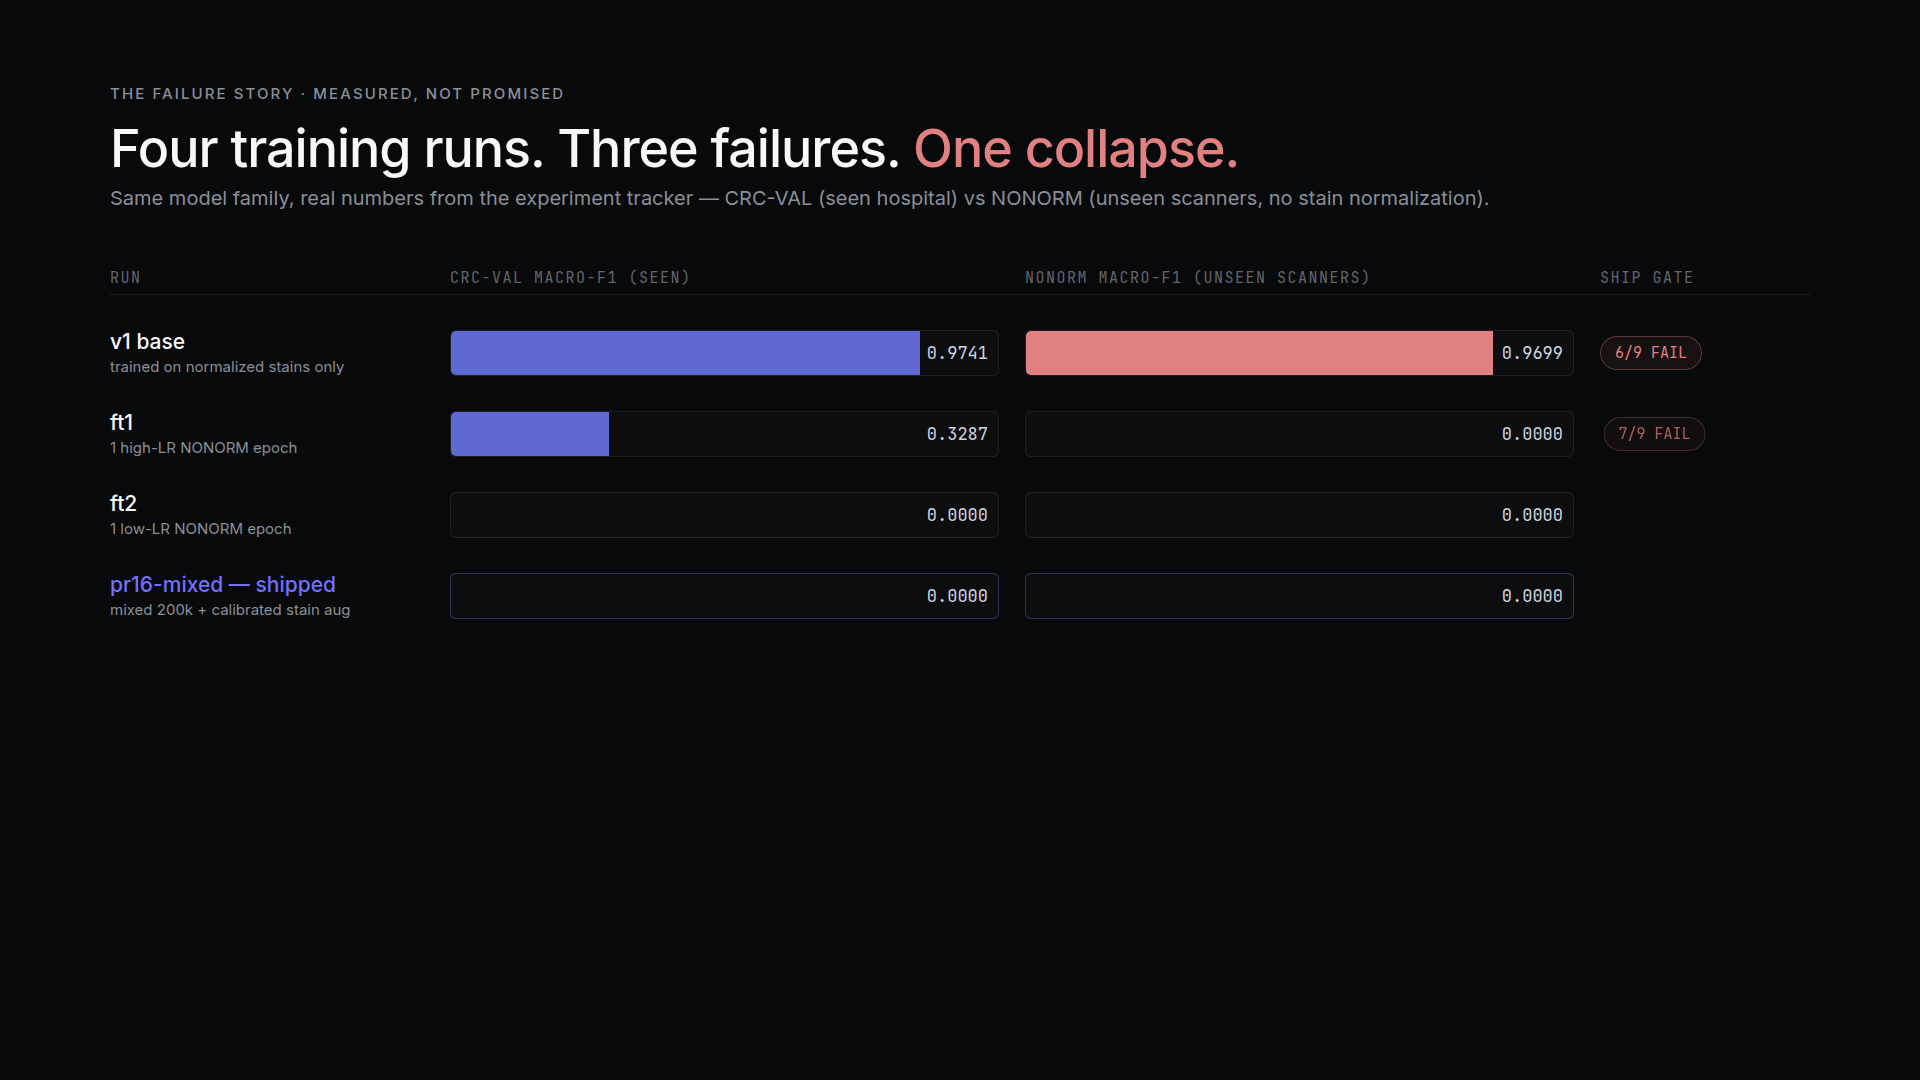 THE FAILURE STORY · MEASURED, NOT PROMISED
Four training runs. Three failures. One collapse.
Same model family, real numbers from the experiment tracker — CRC-VAL (seen hospital) vs NONORM (unseen scanners, no stain normalization).
RUN CRC-VAL MACRO-F1 (SEEN) NONORM MACRO-F1 (UNSEEN SCANNERS) SHIP GATE
v1 base
trained on normalized stains only
0.9741 0.9699 6/9 FAIL
ft1
1 high-LR NONORM epoch
0.3287 0.0000 7/9 FAIL
ft2
1 low-LR NONORM epoch
0.0000 0.0000
pr16-mixed — shipped
mixed 200k + calibrated stain aug
0.0000 0.0000